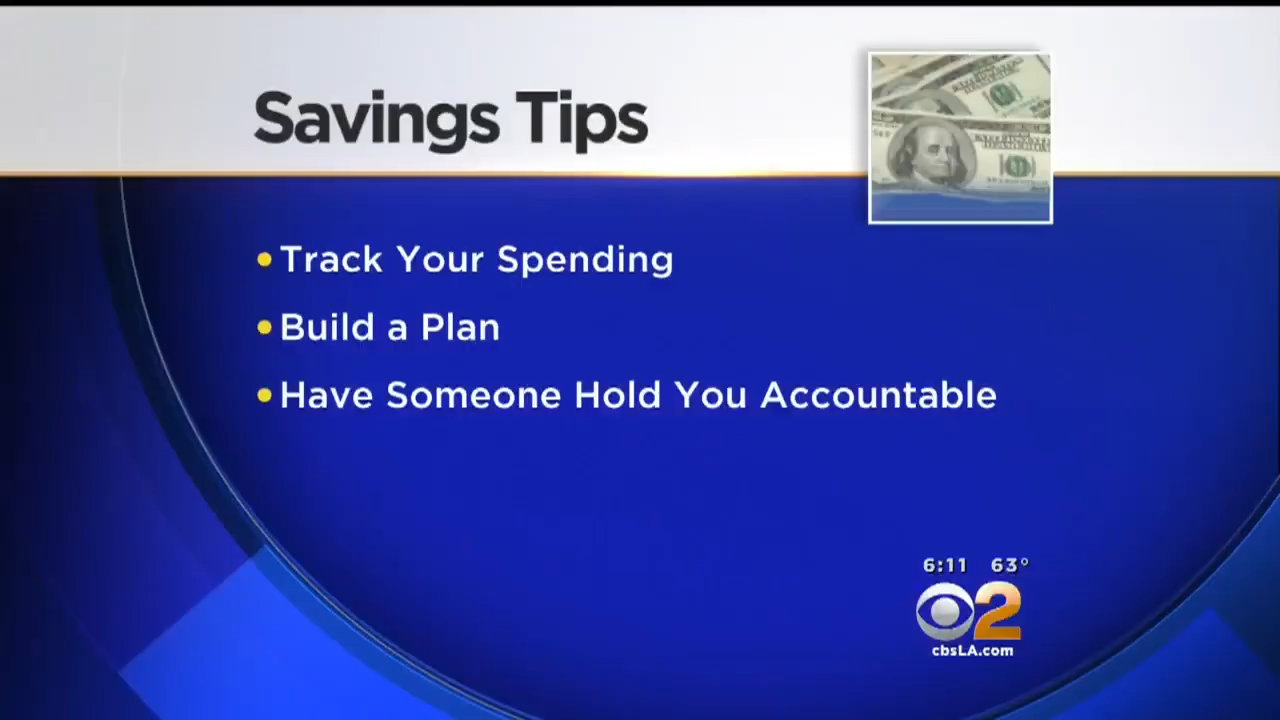 Savings Tips
• Track Your Spending
• Build a Plan
• Have Someone Hold You Accountable
6:11 63°
2
cbsLA.com